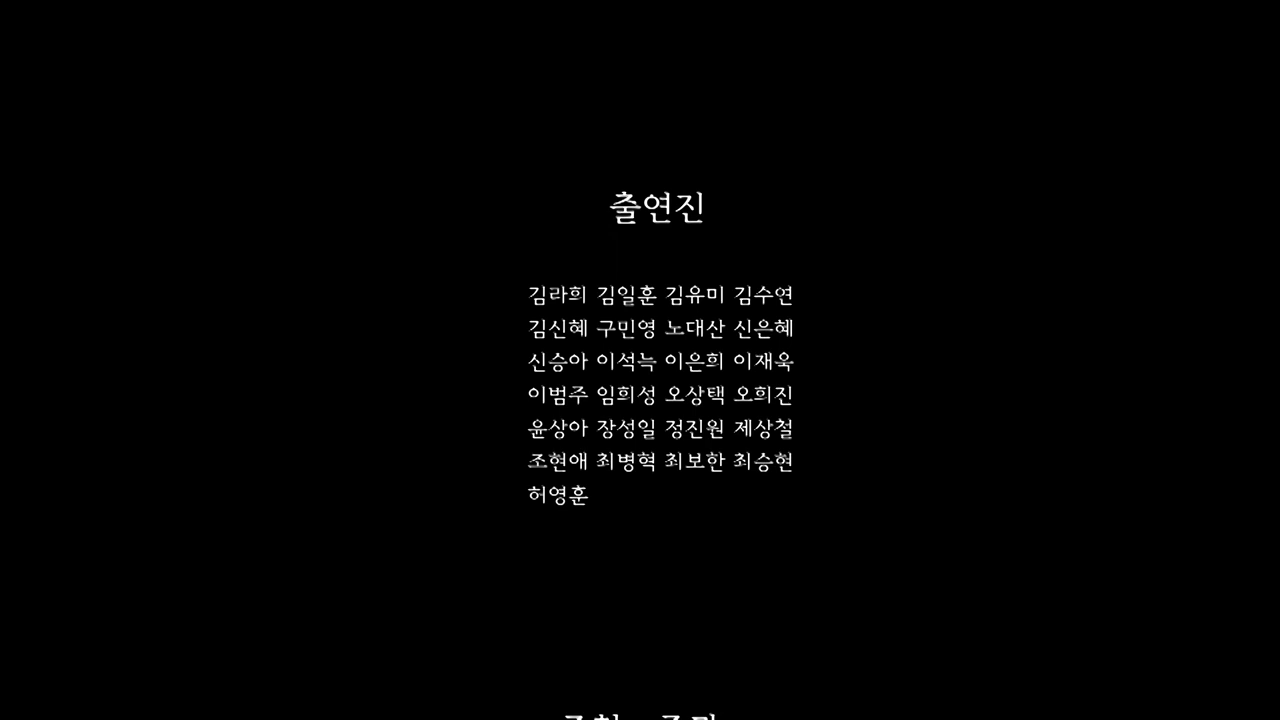 출연진
김라희 김일훈 김유미 김수연
김신혜 구민영 노대산 신은혜
신승아 이석늑 이은희 이재욱
이범주 임희성 오상택 오희진
윤상아 장성일 정진원 제상철
조현애 최병혁 최보한 최승현
허영훈